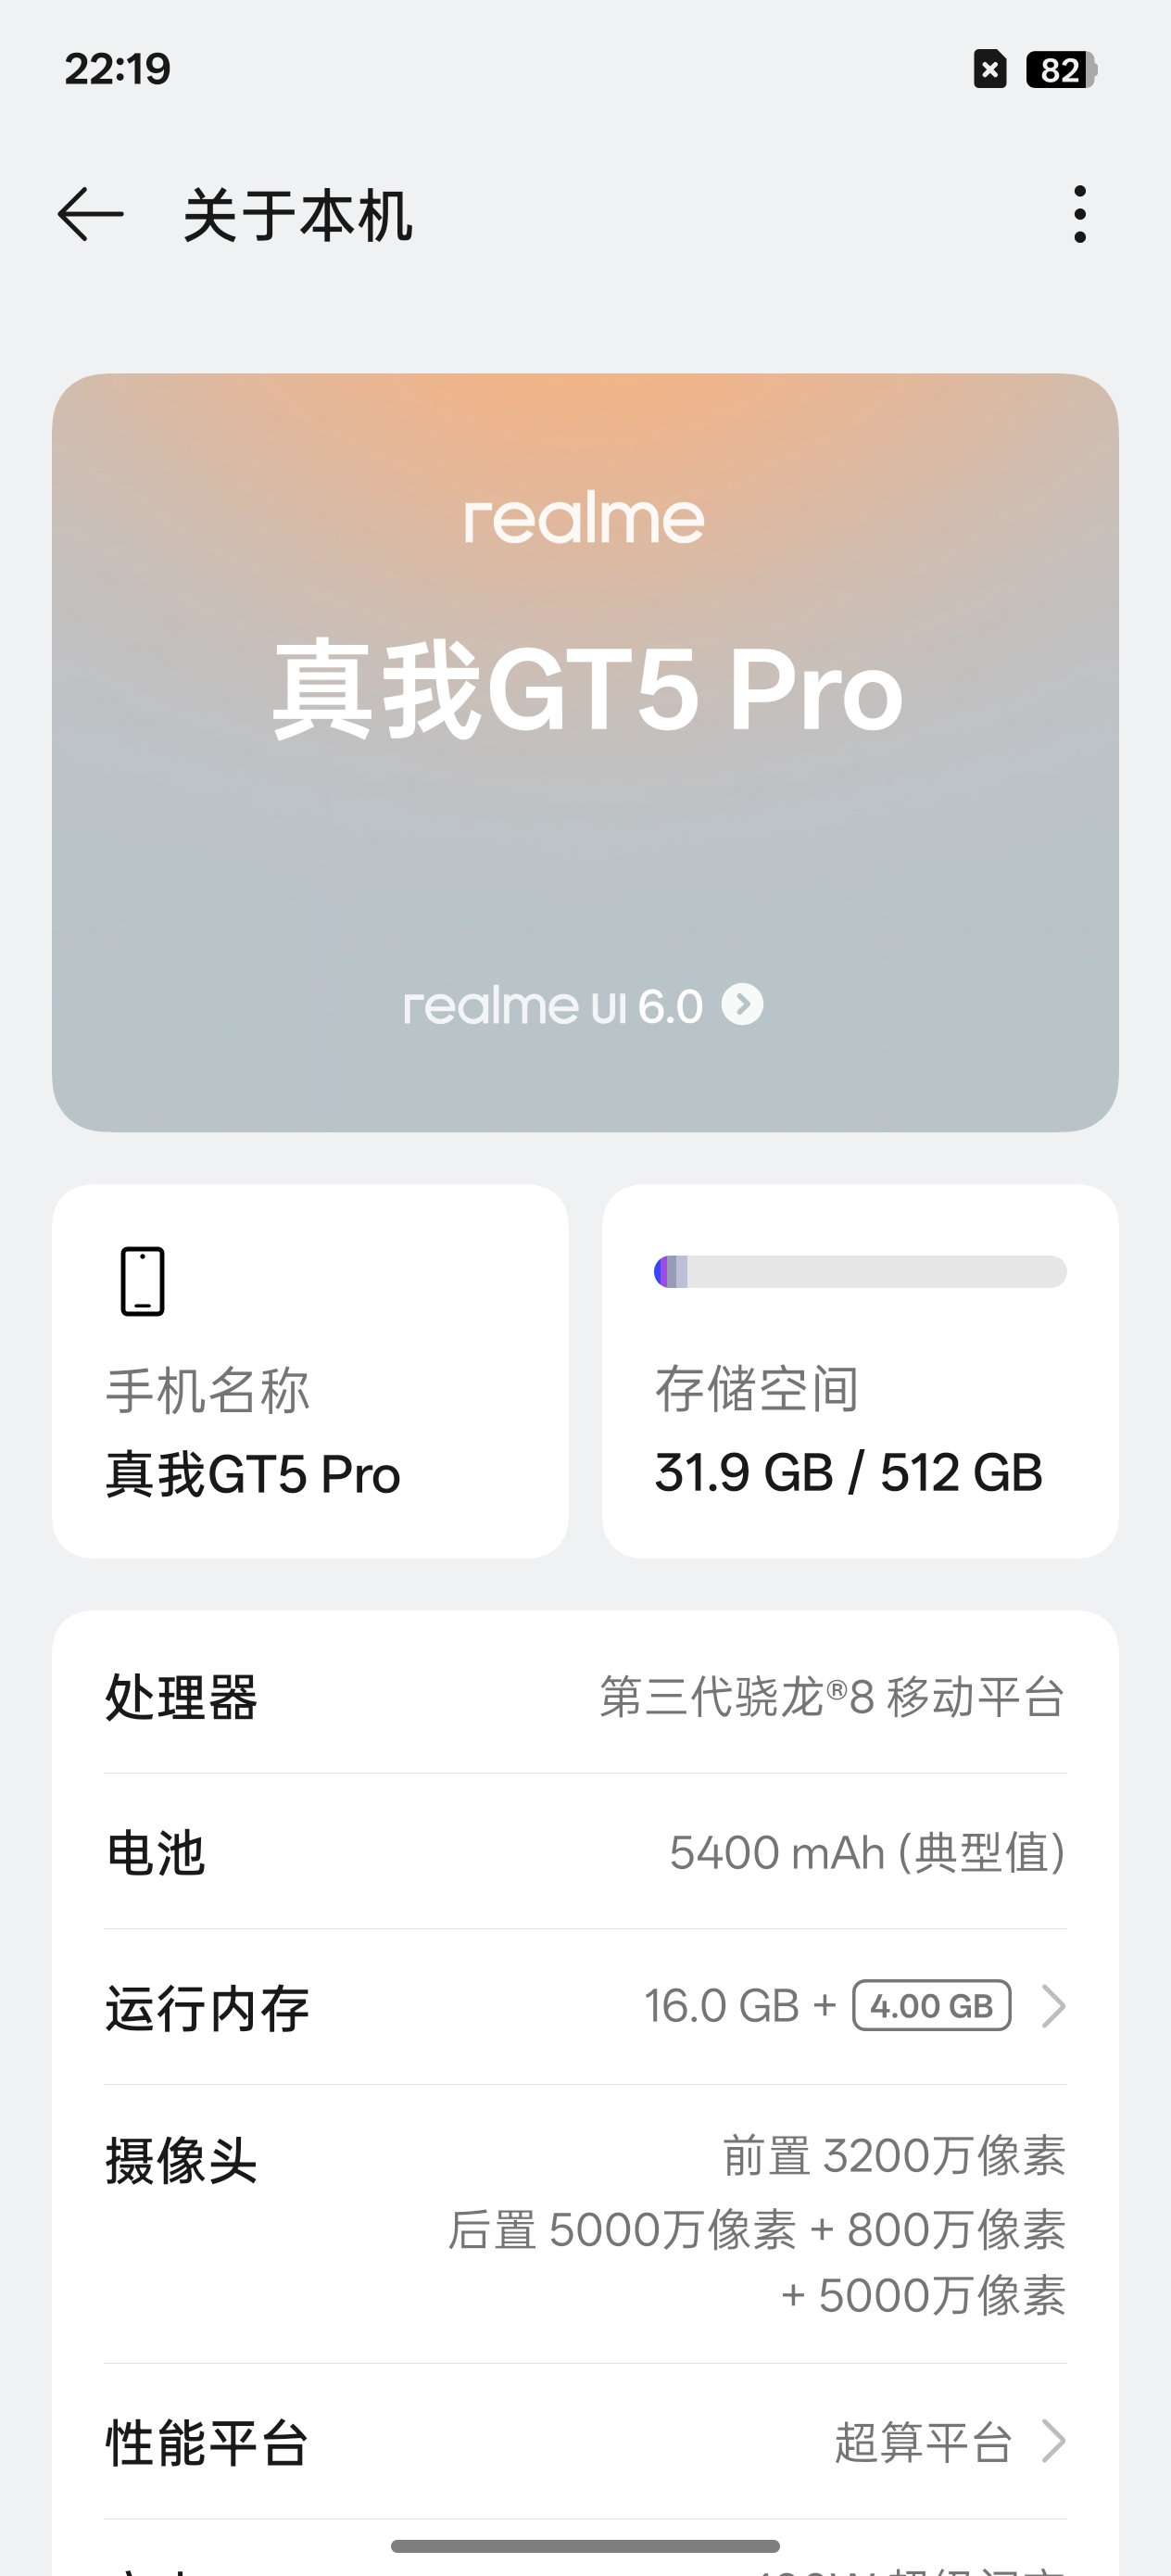 22:19
82
关于本机
realme
真我GT5 Pro
realme UI 6.0
手机名称
真我GT5 Pro
存储空间
31.9 GB / 512 GB
处理器
第三代骁龙®8 移动平台
电池
5400 mAh (典型值)
运行内存
16.0 GB + 4.00 GB
摄像头
前置 3200万像素
后置 5000万像素 + 800万像素
+ 5000万像素
性能平台
超算平台